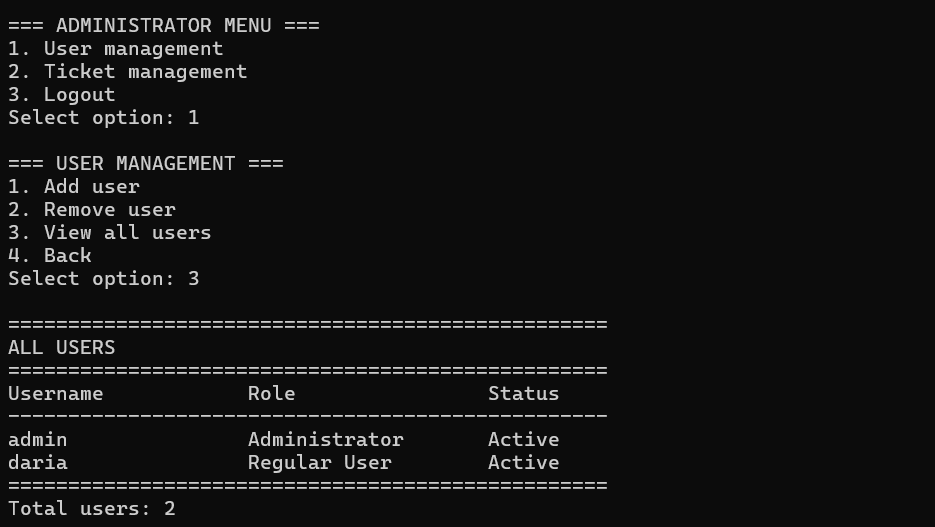 === ADMINISTRATOR MENU ===
1. User management
2. Ticket management
3. Logout
Select option: 1

=== USER MANAGEMENT ===
1. Add user
2. Remove user
3. View all users
4. Back
Select option: 3

==================================================
ALL USERS
==================================================
Username            Role                Status
--------------------------------------------------
admin               Administrator       Active
daria               Regular User        Active
==================================================
Total users: 2